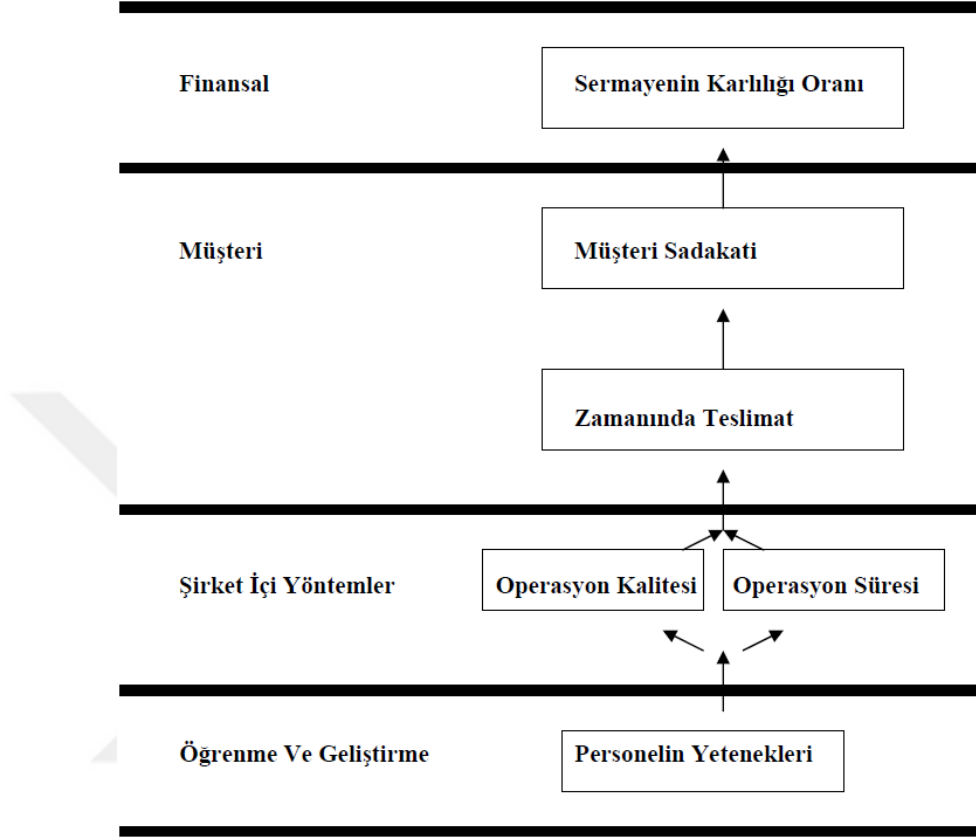 Finansal
Sermayenin Karlılığı Oranı
Müşteri
Müşteri Sadakati
Zamanında Teslimat
Şirket İçi Yöntemler
Operasyon Kalitesi
Operasyon Süresi
Öğrenme Ve Geliştirme
Personelin Yetenekleri